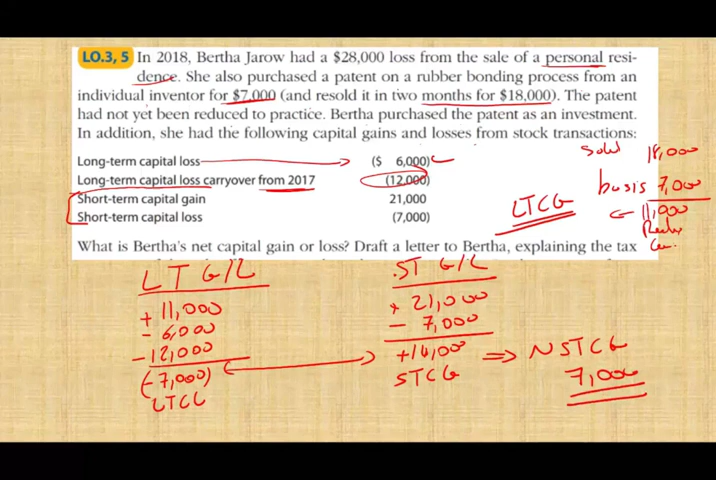 LO.3, 5 In 2018, Bertha Jarow had a $28,000 loss from the sale of a personal resi-
dence. She also purchased a patent on a rubber bonding process from an
individual inventor for $7,000 (and resold it in two months for $18,000). The patent
had not yet been reduced to practice. Bertha purchased the patent as an investment.
In addition, she had the following capital gains and losses from stock transactions:
Long-term capital loss ($ 6,000)
Long-term capital loss carryover from 2017 (12,000)
Short-term capital gain 21,000
Short-term capital loss (7,000)
What is Bertha's net capital gain or loss? Draft a letter to Bertha, explaining the tax
Sold 18,000
basis 7,000
11,000
LTCG
LT G/L
+11,000
-6,000
-12,000
(-7,000)
LTCL
ST G/L
+21,000
-7,000
+14,000
STCG
NSTCG
7,000